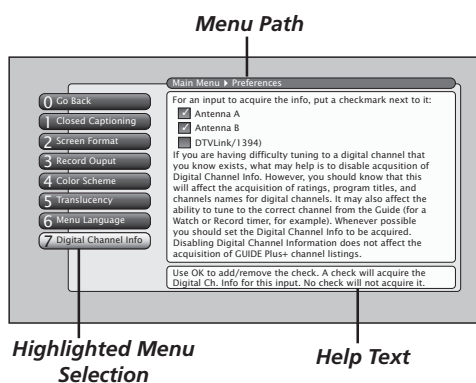 Menu Path
Main Menu ▸ Preferences
0 Go Back
1 Closed Captioning
2 Screen Format
3 Record Ouput
4 Color Scheme
5 Translucency
6 Menu Language
7 Digital Channel Info
For an input to acquire the info, put a checkmark next to it:
Antenna A
Antenna B
DTVLink/1394)
If you are having difficulty tuning to a digital channel that
you know exists, what may help is to disable acquisition of
Digital Channel Info. However, you should know that this
will affect the acquisition of ratings, program titles, and
channels names for digital channels. It may also affect the
ability to tune to the correct channel from the Guide (for a
Watch or Record timer, for example). Whenever possible
you should set the Digital Channel Info to be acquired.
Disabling Digital Channel Information does not affect the
acquisition of GUIDE Plus+ channel listings.
Use OK to add/remove the check. A check will acquire the
Digital Ch. Info for this input. No check will not acquire it.
Highlighted Menu
Selection
Help Text